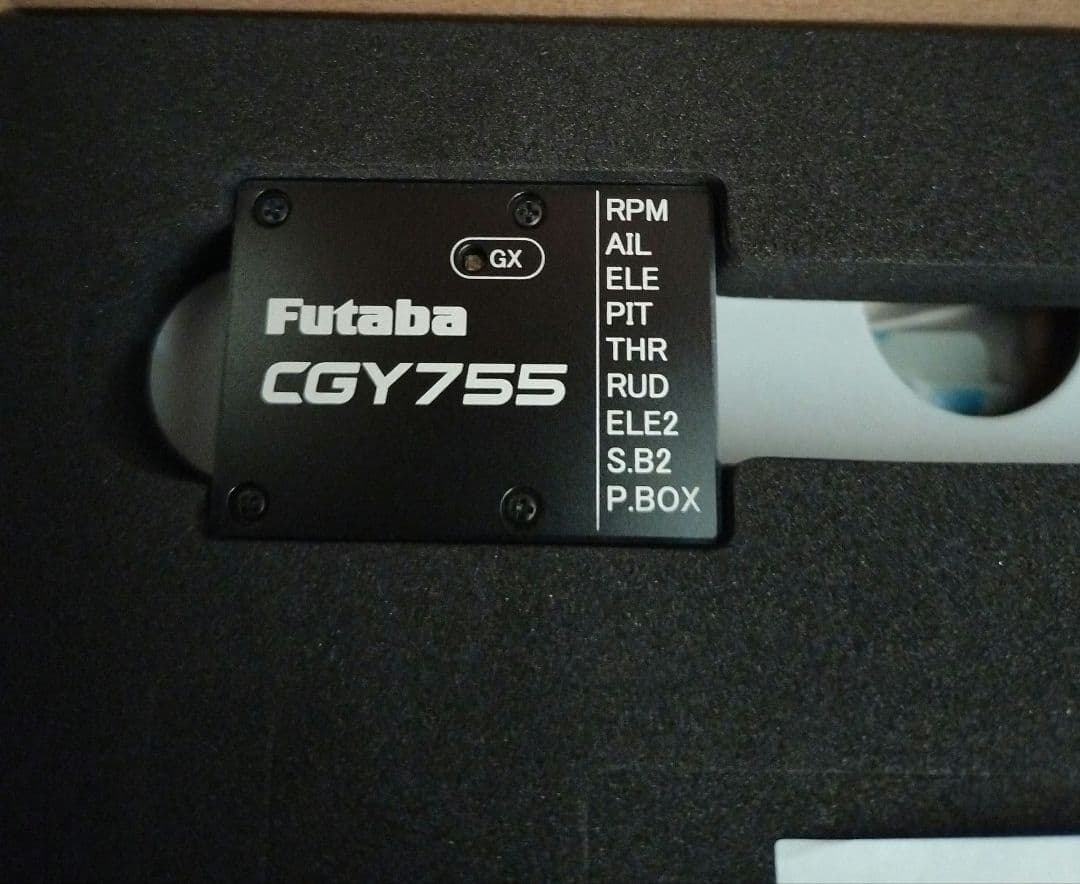 GX
Futaba
CGY755
RPM
AIL
ELE
PIT
THR
RUD
ELE2
S.B2
P.BOX